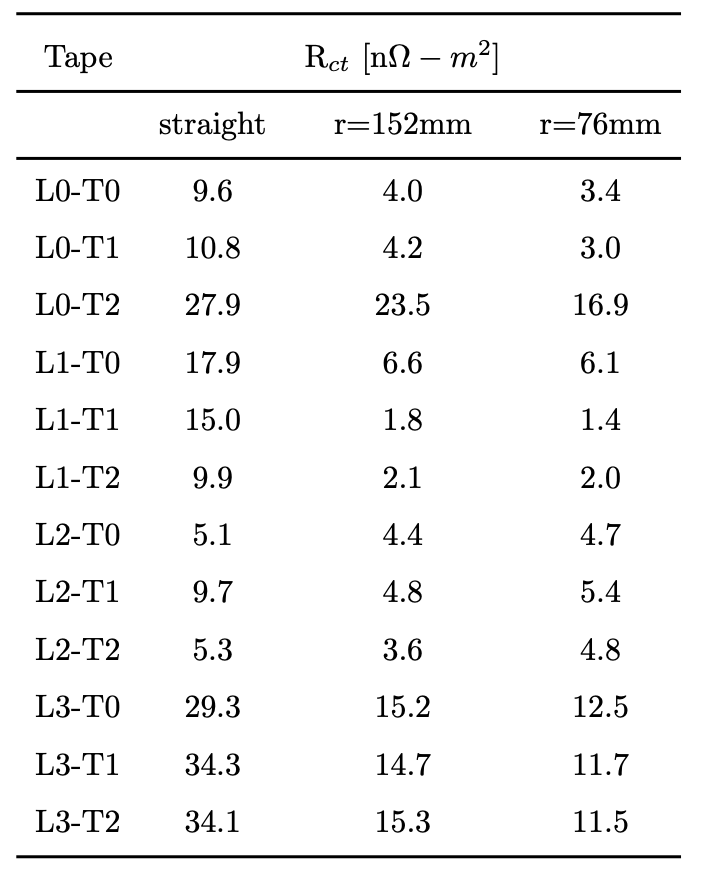 Tape R_ct [nΩ − m²]
straight r=152mm r=76mm
L0-T0 9.6 4.0 3.4
L0-T1 10.8 4.2 3.0
L0-T2 27.9 23.5 16.9
L1-T0 17.9 6.6 6.1
L1-T1 15.0 1.8 1.4
L1-T2 9.9 2.1 2.0
L2-T0 5.1 4.4 4.7
L2-T1 9.7 4.8 5.4
L2-T2 5.3 3.6 4.8
L3-T0 29.3 15.2 12.5
L3-T1 34.3 14.7 11.7
L3-T2 34.1 15.3 11.5